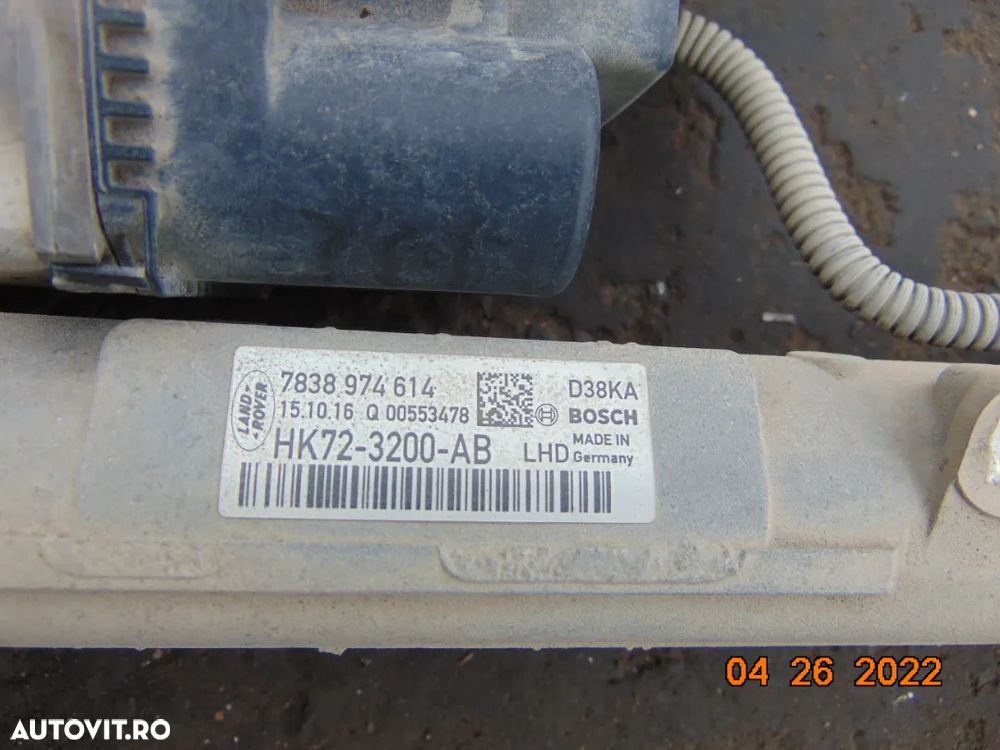 LAND-
-ROVER
7838 974 614
15.10.16 Q 00553478
HK72-3200-AB
D38KA
BOSCH
LHD
MADE IN
Germany
04 26 2022
AUTOVIT.RO